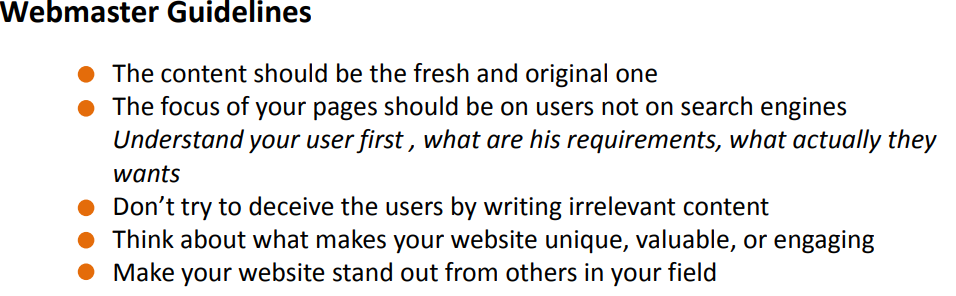 Webmaster Guidelines
● The content should be the fresh and original one
● The focus of your pages should be on users not on search engines
Understand your user first , what are his requirements, what actually they
wants
● Don’t try to deceive the users by writing irrelevant content
● Think about what makes your website unique, valuable, or engaging
● Make your website stand out from others in your field